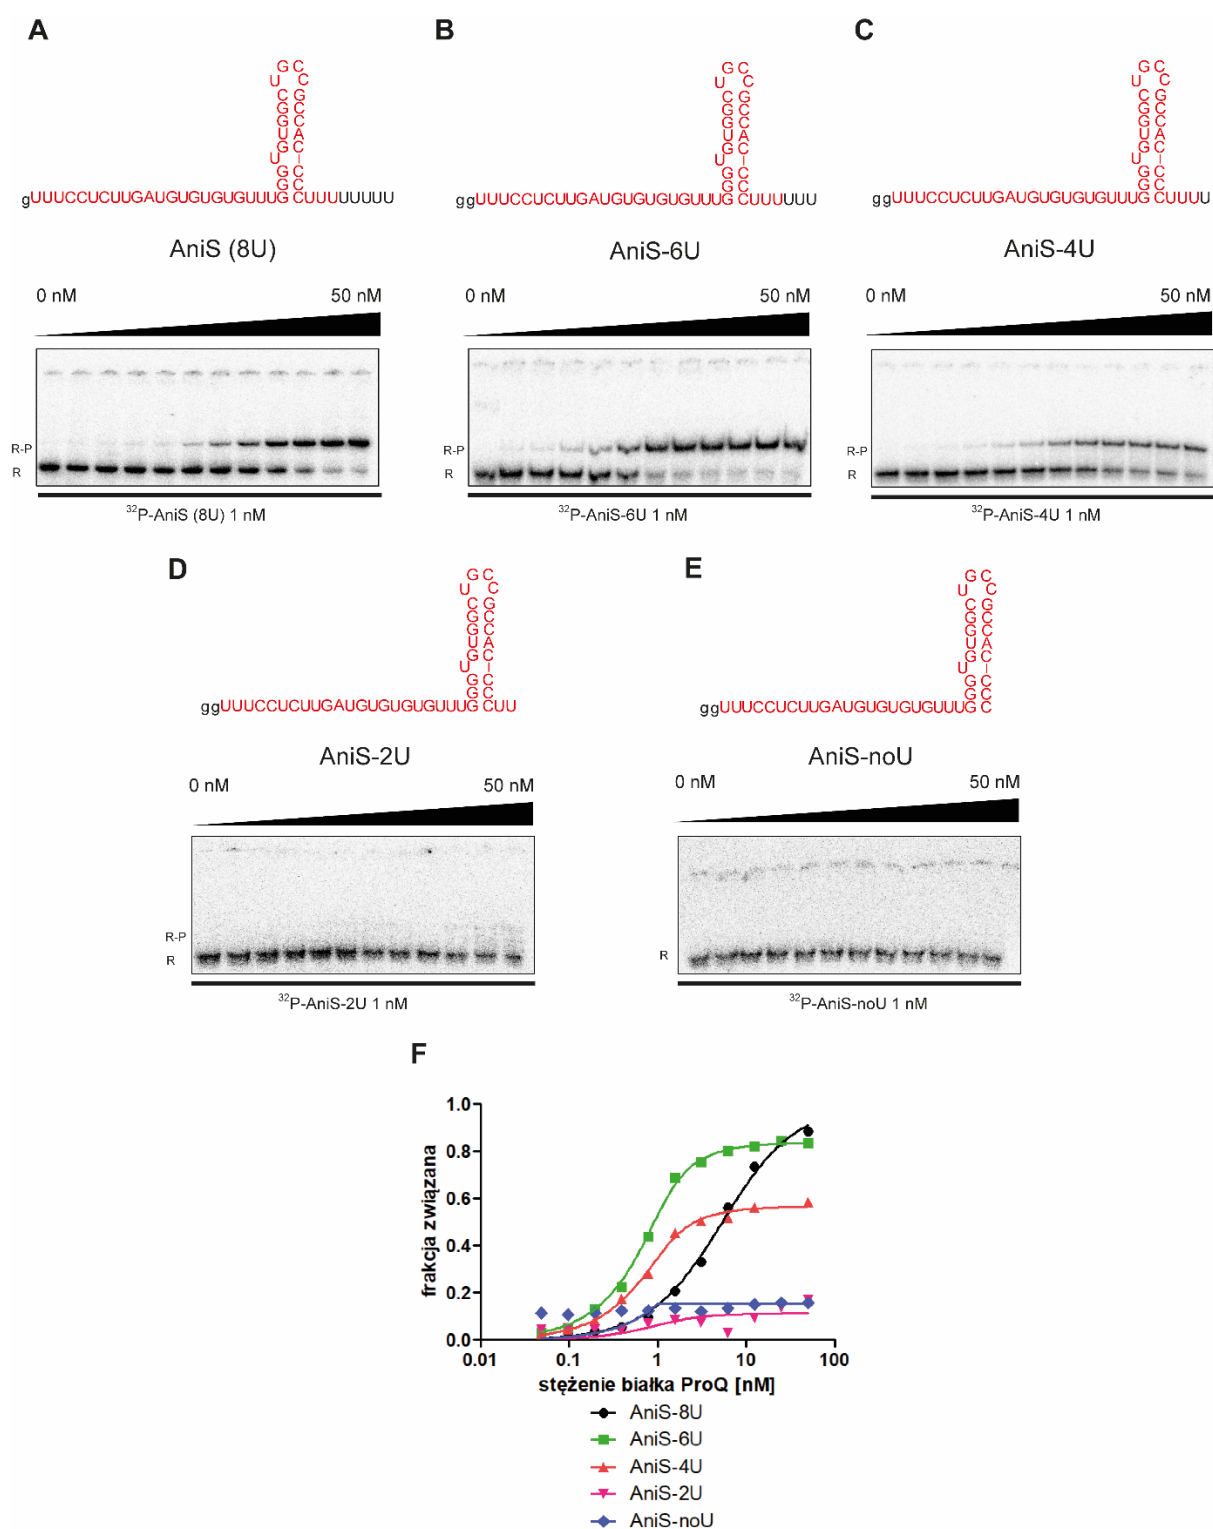 A
B
C
G C
U C
C G
G C
G C
U A
G C
U
G C
G C
gUUUCCUCUUGAUGUGUGUGUUUG CUUUUUUUU
G C
U C
C G
G C
G C
U A
G C
U
G C
G C
ggUUUCCUCUUGAUGUGUGUGUUUG CUUUUUU
G C
U C
C G
G C
G C
U A
G C
U
G C
G C
ggUUUCCUCUUGAUGUGUGUGUUUG CUUUU
AniS (8U)
AniS-6U
AniS-4U
0 nM 50 nM
0 nM 50 nM
0 nM 50 nM
R-P
R
R-P
R
R-P
R
³²P-AniS (8U) 1 nM
³²P-AniS-6U 1 nM
³²P-AniS-4U 1 nM
D
E
G C
U C
C G
G C
G C
U A
G C
U
G C
G C
ggUUUCCUCUUGAUGUGUGUGUUUG CUU
G C
U C
C G
G C
G C
U A
G C
U
G C
G C
ggUUUCCUCUUGAUGUGUGUGUUUG C
AniS-2U
AniS-noU
0 nM 50 nM
0 nM 50 nM
R-P
R
R
³²P-AniS-2U 1 nM
³²P-AniS-noU 1 nM
F
frakcja związana
1.0
0.8
0.6
0.4
0.2
0.0
0.01 0.1 1 10 100
stężenie białka ProQ [nM]
AniS-8U
AniS-6U
AniS-4U
AniS-2U
AniS-noU